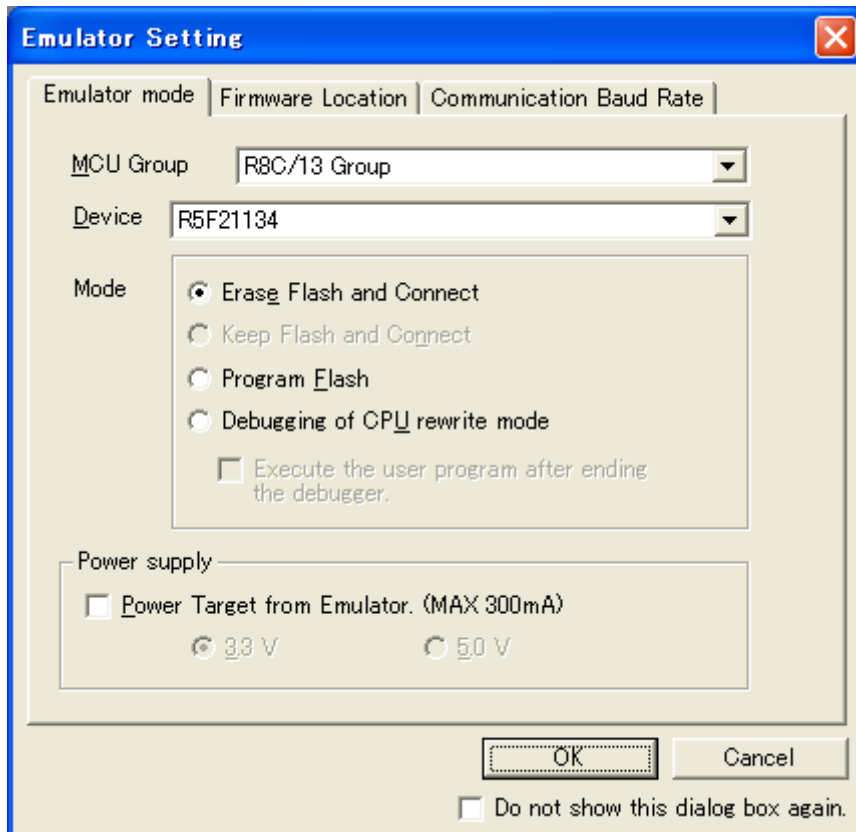 Emulator Setting
Emulator mode
Firmware Location
Communication Baud Rate
MCU Group
R8C/13 Group
Device
R5F21134
Mode
Erase Flash and Connect
Keep Flash and Connect
Program Flash
Debugging of CPU rewrite mode
Execute the user program after ending
the debugger.
Power supply
Power Target from Emulator. (MAX 300mA)
3.3 V
5.0 V
OK
Cancel
Do not show this dialog box again.